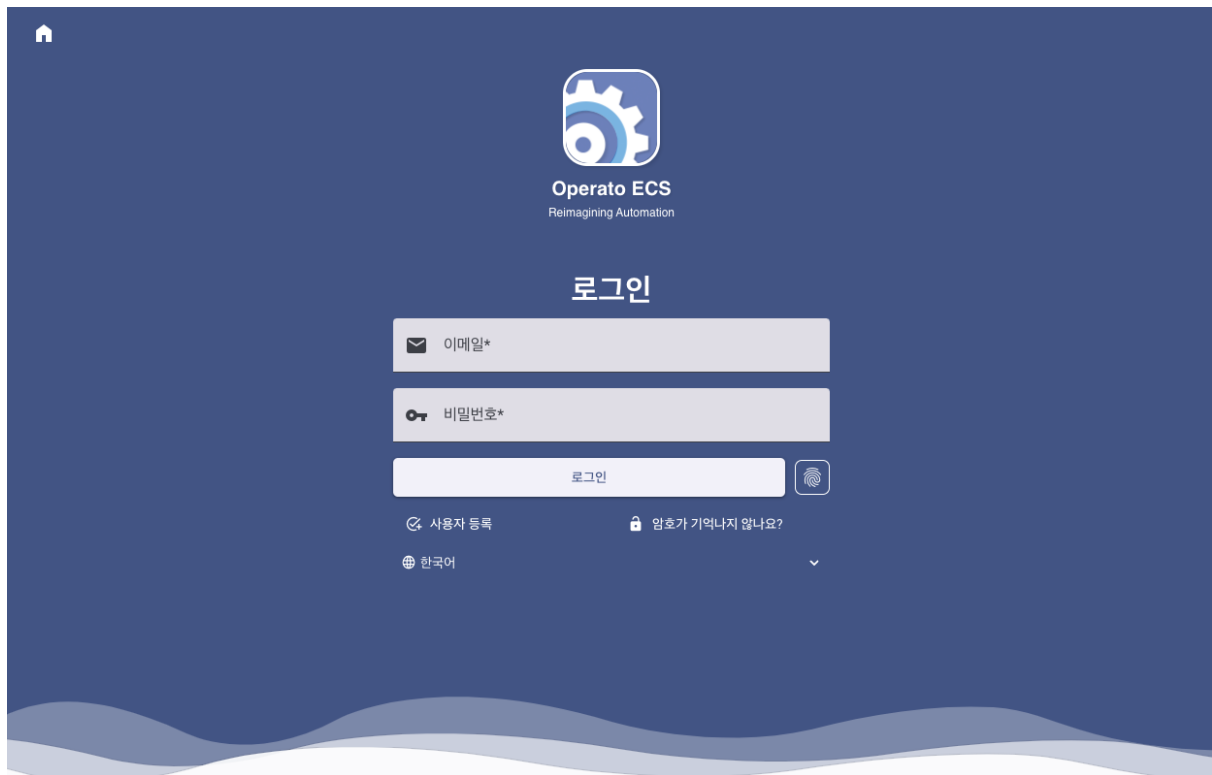 Operato ECS
Reimagining Automation
로그인
이메일*
비밀번호*
로그인
사용자 등록
암호가 기억나지 않나요?
한국어